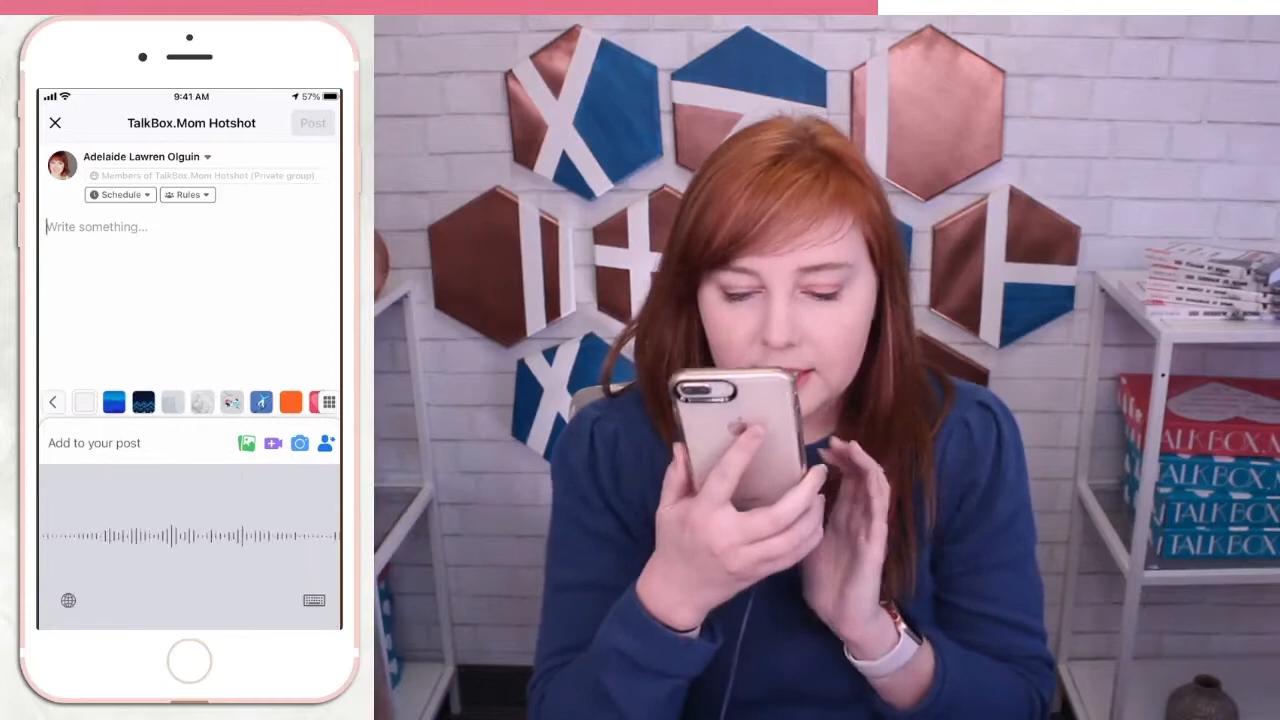 9:41 AM
57%
TalkBox.Mom Hotshot
Post
Adelaide Lawren Olguin
Members of TalkBox.Mom Hotshot (Private group)
Schedule
Rules
Write something...
Add to your post
ALKBOX.M
TALKBOX.
TALKBOX
TALKBOX